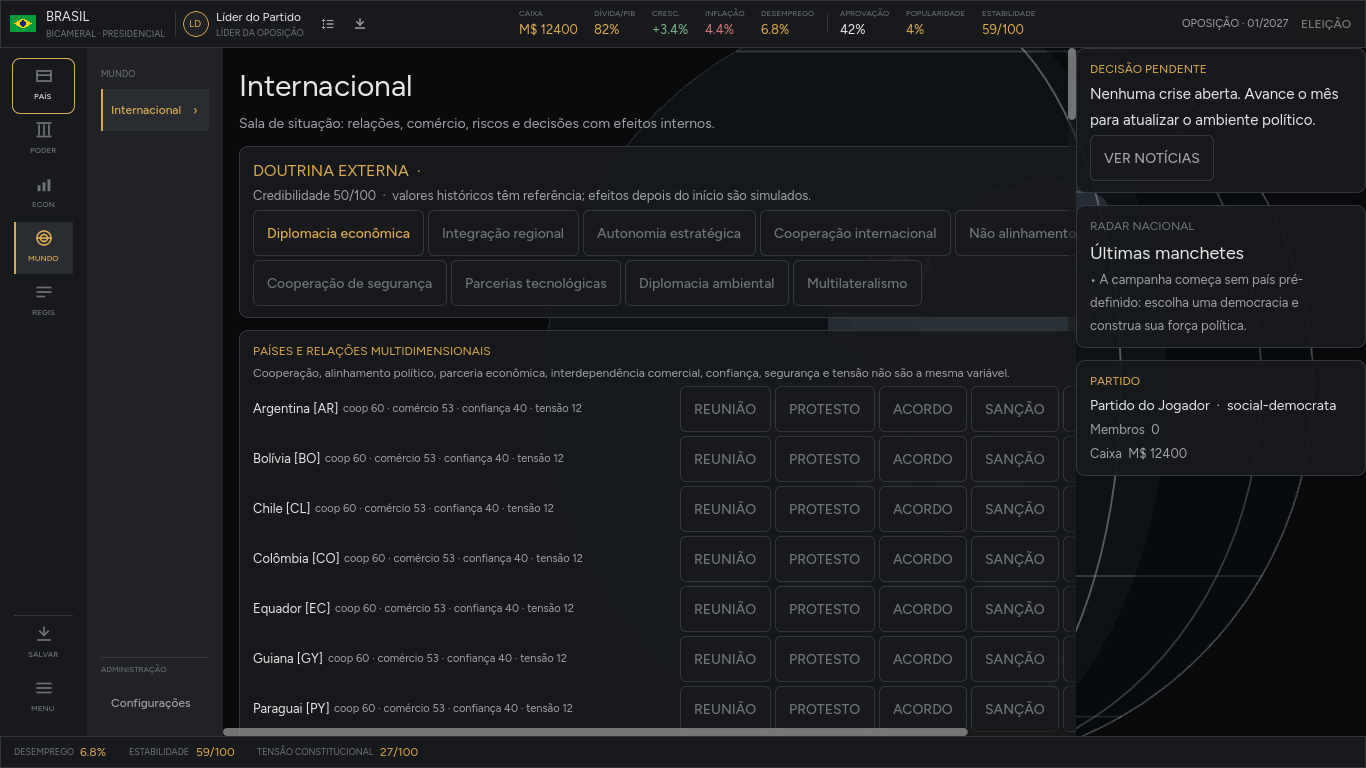 BRASIL
BICAMERAL · PRESIDENCIAL
LD
Líder do Partido
LÍDER DA OPOSIÇÃO
CAIXA
M$ 12400
DÍVIDA/PIB
82%
CRESC.
+3.4%
INFLAÇÃO
4.4%
DESEMPREGO
6.8%
APROVAÇÃO
42%
POPULARIDADE
4%
ESTABILIDADE
59/100
OPOSIÇÃO · 01/2027
ELEIÇÃO
PAÍS
PODER
ECON
MUNDO
REGIS
SALVAR
MENU
MUNDO
Internacional ›
ADMINISTRAÇÃO
Configurações
Internacional
Sala de situação: relações, comércio, riscos e decisões com efeitos internos.
DOUTRINA EXTERNA ·
Credibilidade 50/100 · valores históricos têm referência; efeitos depois do início são simulados.
Diplomacia econômica Integração regional Autonomia estratégica Cooperação internacional Não alinhamento
Cooperação de segurança Parcerias tecnológicas Diplomacia ambiental Multilateralismo
PAÍSES E RELAÇÕES MULTIDIMENSIONAIS
Cooperação, alinhamento político, parceria econômica, interdependência comercial, confiança, segurança e tensão não são a mesma variável.
Argentina [AR] coop 60 · comércio 53 · confiança 40 · tensão 12 REUNIÃO PROTESTO ACORDO SANÇÃO
Bolívia [BO] coop 60 · comércio 53 · confiança 40 · tensão 12 REUNIÃO PROTESTO ACORDO SANÇÃO
Chile [CL] coop 60 · comércio 53 · confiança 40 · tensão 12 REUNIÃO PROTESTO ACORDO SANÇÃO
Colômbia [CO] coop 60 · comércio 53 · confiança 40 · tensão 12 REUNIÃO PROTESTO ACORDO SANÇÃO
Equador [EC] coop 60 · comércio 53 · confiança 40 · tensão 12 REUNIÃO PROTESTO ACORDO SANÇÃO
Guiana [GY] coop 60 · comércio 53 · confiança 40 · tensão 12 REUNIÃO PROTESTO ACORDO SANÇÃO
Paraguai [PY] coop 60 · comércio 53 · confiança 40 · tensão 12 REUNIÃO PROTESTO ACORDO SANÇÃO
DECISÃO PENDENTE
Nenhuma crise aberta. Avance o mês
para atualizar o ambiente político.
VER NOTÍCIAS
RADAR NACIONAL
Últimas manchetes
• A campanha começa sem país pré-
definido: escolha uma democracia e
construa sua força política.
PARTIDO
Partido do Jogador · social-democrata
Membros 0
Caixa M$ 12400
DESEMPREGO 6.8% ESTABILIDADE 59/100 TENSÃO CONSTITUCIONAL 27/100